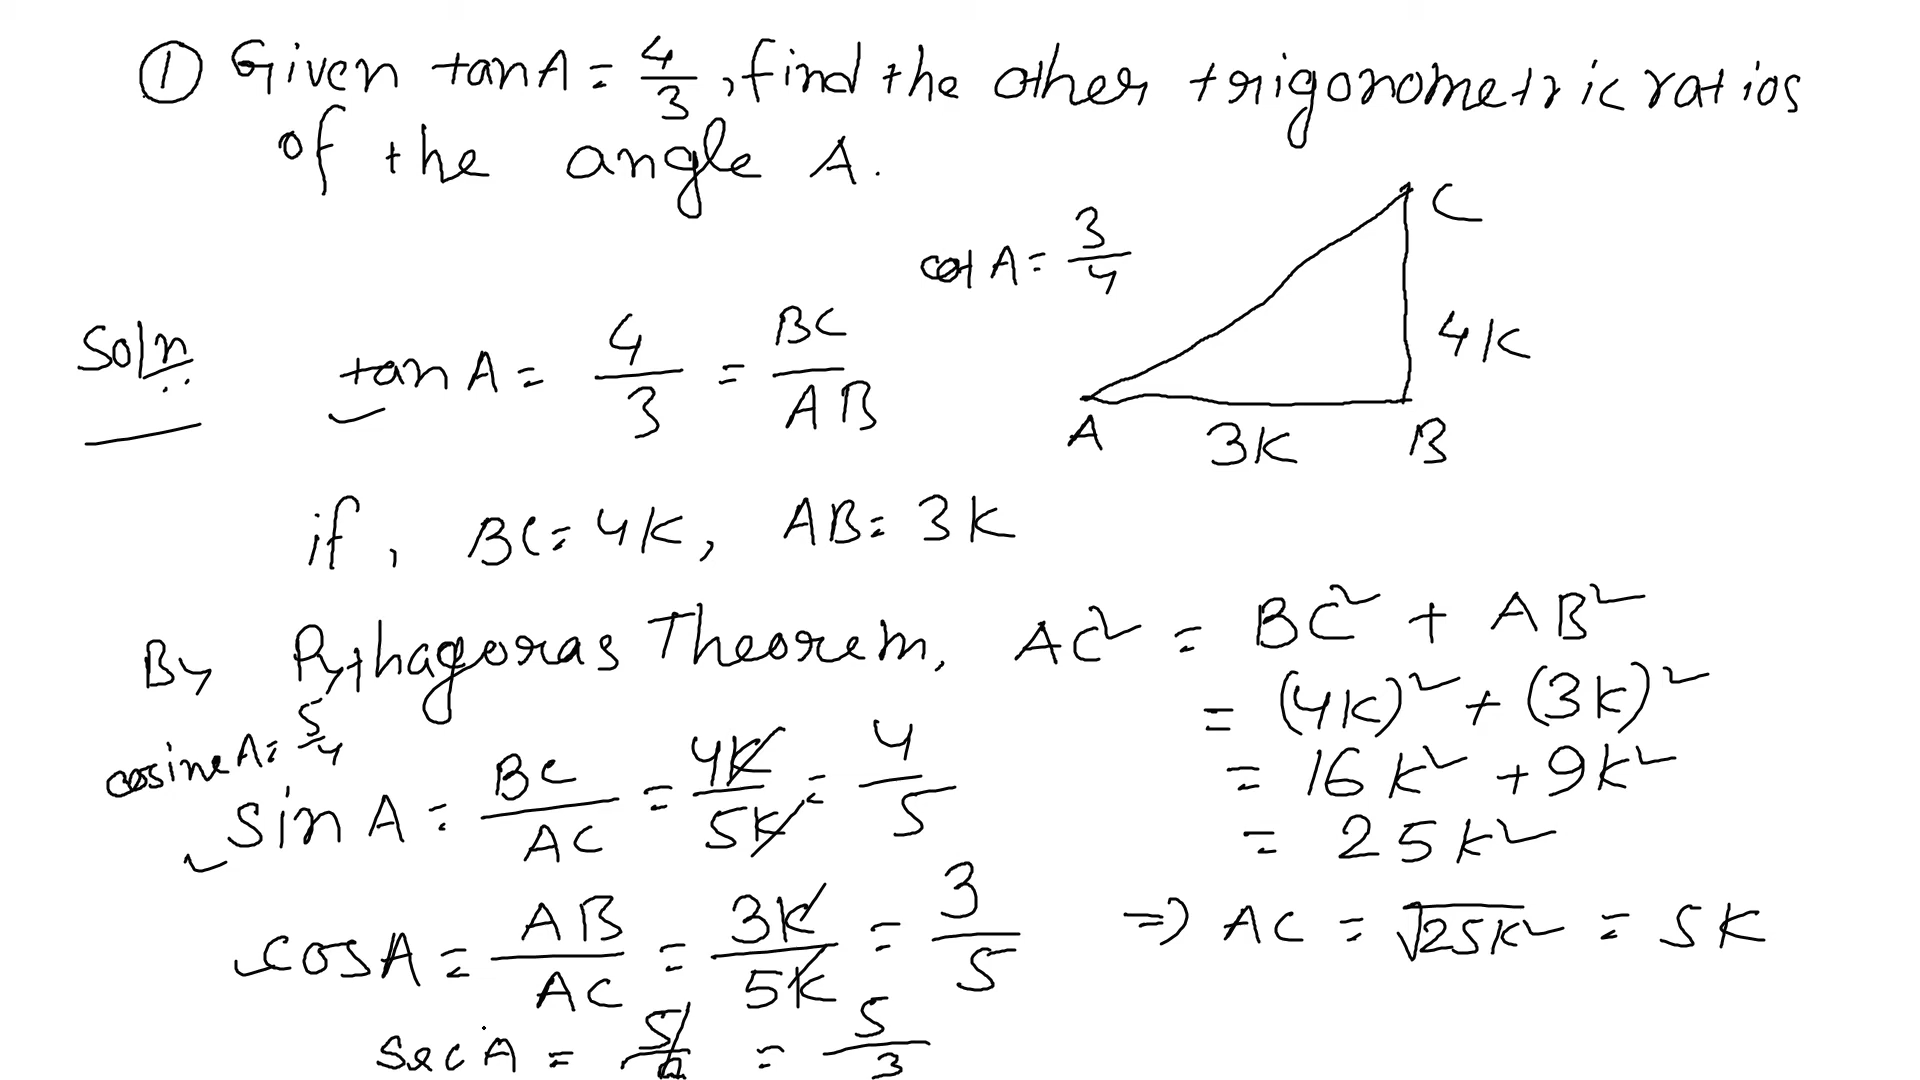 ① Given tanA = 4/3, find the other trigonometric ratios
of the angle A.
cot A = 3/4
C
Soln
tan A = 4/3 = BC/AB
4K
A 3K B
if, BC = 4K, AB = 3K
By Pythagoras Theorem, AC² = BC² + AB²
= (4K)² + (3K)²
= 16K² + 9K²
= 25K²
=> AC = √25K² = 5K
cosine A = 5/4
sin A = BC/AC = 4K/5K = 4/5
cosA = AB/AC = 3K/5K = 3/5
sec A = = 5/3